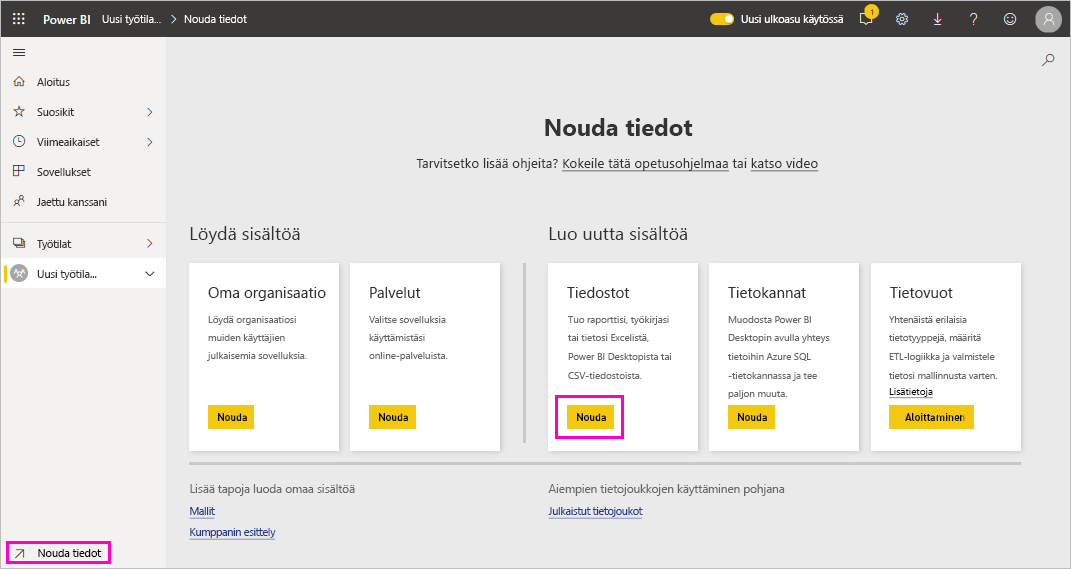 Power BI Uusi työtila... > Nouda tiedot
Uusi ulkoasu käytössä
1
?
Aloitus
Suosikit
Viimeaikaiset
Sovellukset
Jaettu kanssani
Työtilat
Uusi työtila...
Nouda tiedot
Nouda tiedot
Tarvitsetko lisää ohjeita? Kokeile tätä opetusohjelmaa tai katso video
Löydä sisältöä
Oma organisaatio
Löydä organisaatiosi
muiden käyttäjien
julkaisemia sovelluksia.
Nouda
Palvelut
Valitse sovelluksia
käyttämistäsi
online-palveluista.
Nouda
Luo uutta sisältöä
Tiedostot
Tuo raporttisi, työkirjasi
tai tietosi Excelistä,
Power BI Desktopista tai
CSV-tiedostoista.
Nouda
Tietokannat
Muodosta Power BI
Desktopin avulla yhteys
tietoihin Azure SQL
-tietokannassa ja tee
paljon muuta.
Nouda
Tietovuot
Yhtenäistä erilaisia
tietotyyppejä, määritä
ETL-logiikka ja valmistele
tietosi mallinnusta varten.
Lisätietoja
Aloittaminen
Lisää tapoja luoda omaa sisältöä
Mallit
Kumppanin esittely
Aiempien tietojoukkojen käyttäminen pohjana
Julkaistut tietojoukot